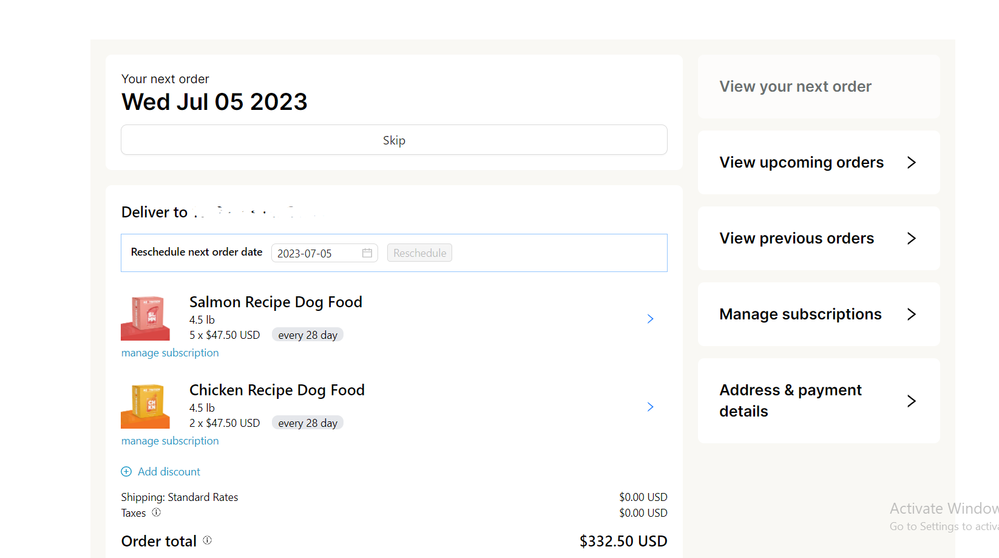 Your next order
Wed Jul 05 2023
Skip
Deliver to
Reschedule next order date 2023-07-05 Reschedule
Salmon Recipe Dog Food
4.5 lb
5 x $47.50 USD every 28 day
manage subscription
Chicken Recipe Dog Food
4.5 lb
2 x $47.50 USD every 28 day
manage subscription
Add discount
Shipping: Standard Rates $0.00 USD
Taxes $0.00 USD
Order total $332.50 USD
View your next order
View upcoming orders
View previous orders
Manage subscriptions
Address & payment
details
Activate Window
Go to Settings to activa